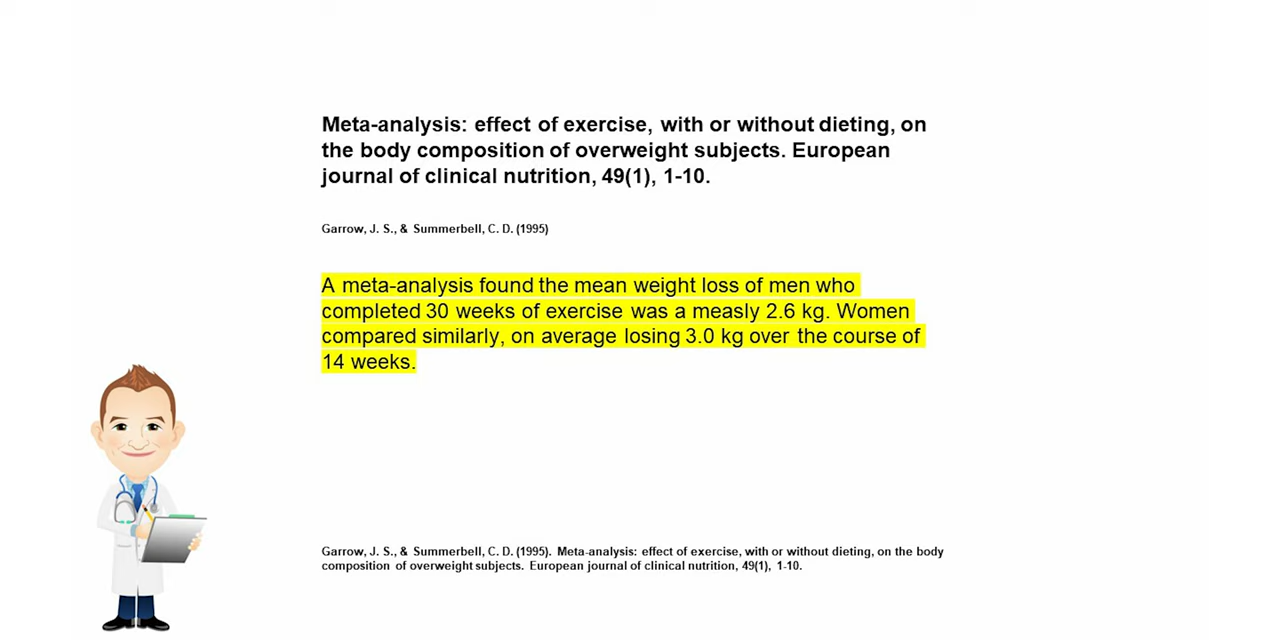 Meta-analysis: effect of exercise, with or without dieting, on
the body composition of overweight subjects. European
journal of clinical nutrition, 49(1), 1-10.
Garrow, J. S., & Summerbell, C. D. (1995)
A meta-analysis found the mean weight loss of men who
completed 30 weeks of exercise was a measly 2.6 kg. Women
compared similarly, on average losing 3.0 kg over the course of
14 weeks.
Garrow, J. S., & Summerbell, C. D. (1995). Meta-analysis: effect of exercise, with or without dieting, on the body
composition of overweight subjects. European journal of clinical nutrition, 49(1), 1-10.